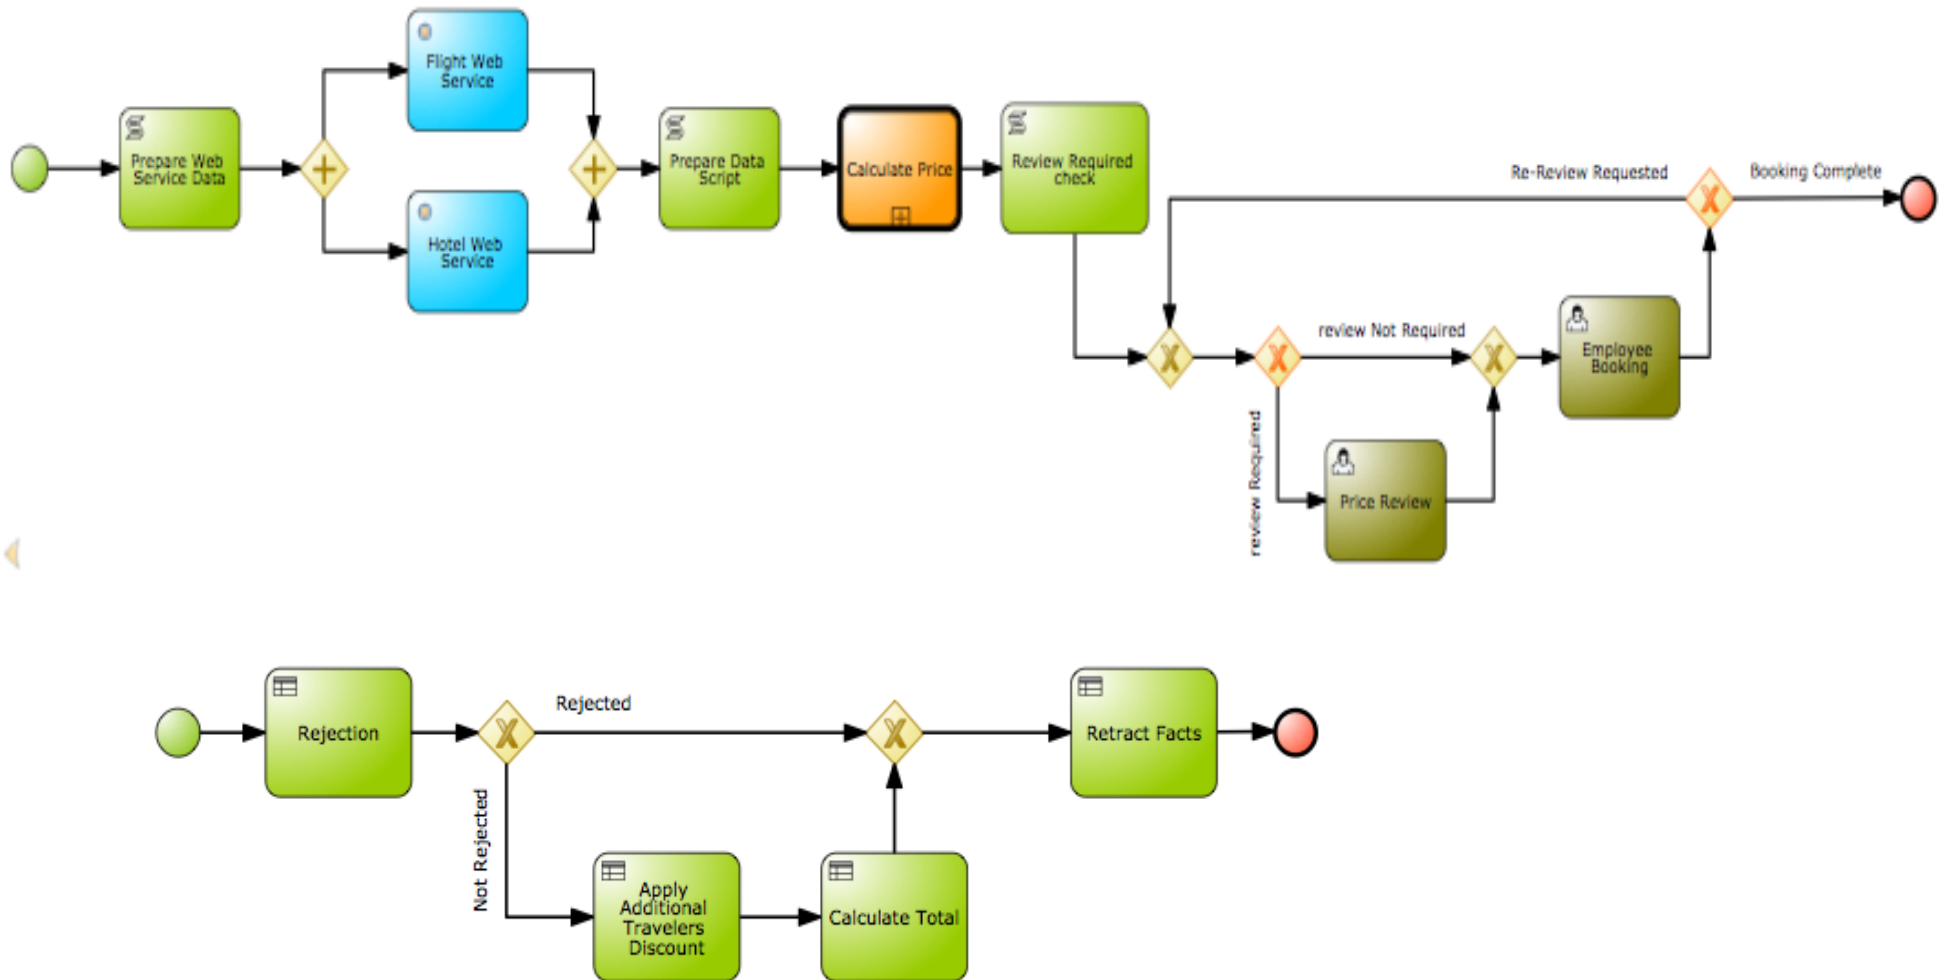 Flight Web
Service
Prepare Web
Service Data
Hotel Web
Service
Prepare Data
Script
Calculate Price
Review Required
check
Re-Review Requested
Booking Complete
review Not Required
Employee
Booking
review Required
Price Review
Rejection
Rejected
Not Rejected
Apply
Additional
Travelers
Discount
Calculate Total
Retract Facts